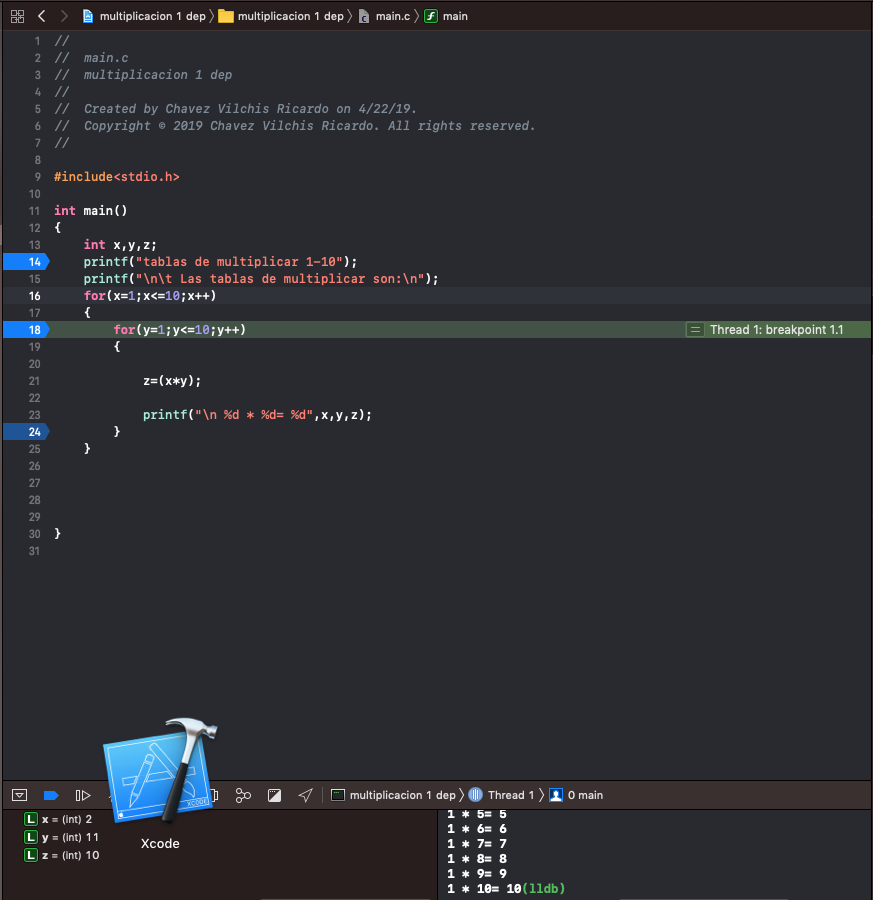 multiplicacion 1 dep multiplicacion 1 dep main.c main
1 //
2 // main.c
3 // multiplicacion 1 dep
4 //
5 // Created by Chavez Vilchis Ricardo on 4/22/19.
6 // Copyright © 2019 Chavez Vilchis Ricardo. All rights reserved.
7 //
8
9 #include<stdio.h>
10
11 int main()
12 {
13 int x,y,z;
14 printf("tablas de multiplicar 1-10");
15 printf("\n\t Las tablas de multiplicar son:\n");
16 for(x=1;x<=10;x++)
17 {
18 for(y=1;y<=10;y++) Thread 1: breakpoint 1.1
19 {
20
21 z=(x*y);
22
23 printf("\n %d * %d= %d",x,y,z);
24 }
25 }
26
27
28
29
30 }
31
multiplicacion 1 dep Thread 1 0 main
L x = (int) 2
L y = (int) 11
L z = (int) 10
XCODE
Xcode
1 * 5= 5
1 * 6= 6
1 * 7= 7
1 * 8= 8
1 * 9= 9
1 * 10= 10(lldb)